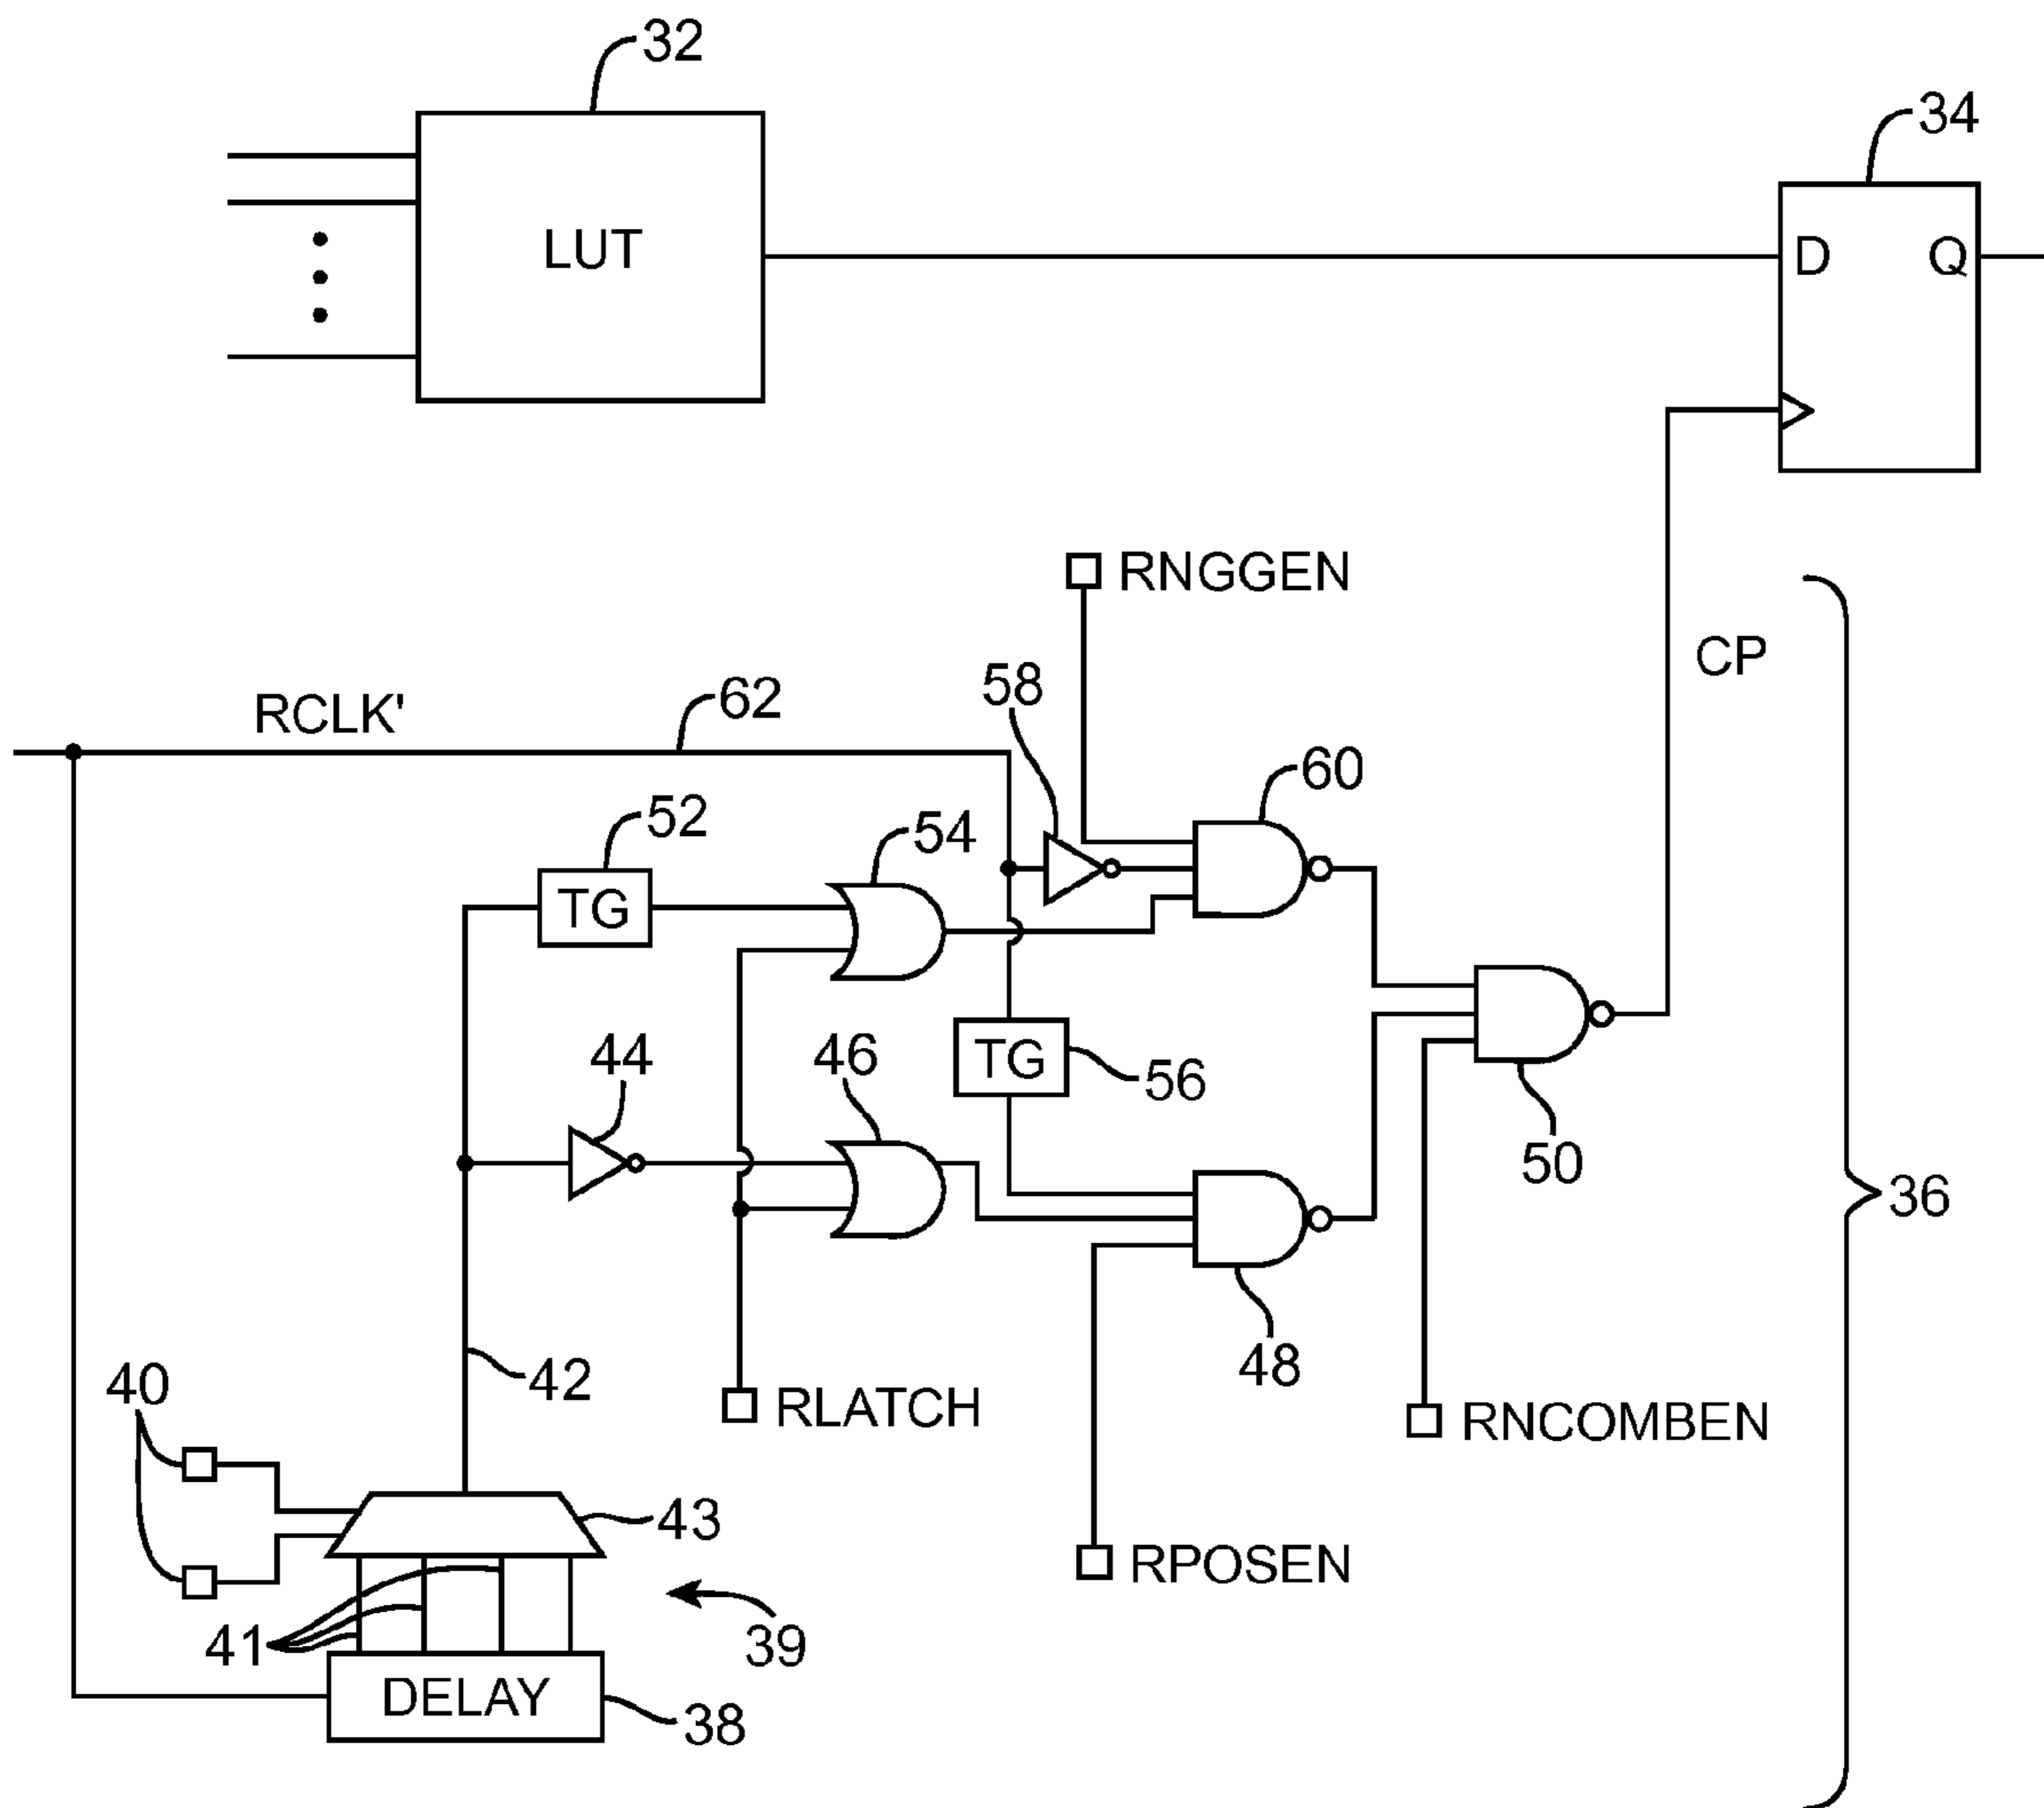 32
34
LUT
D Q
RNGGEN
CP
58
62
RCLK'
60
52
54
TG
44
46
TG
56
50
36
48
42
40
RLATCH
RNCOMBEN
43
RPOSEN
41
39
DELAY
38